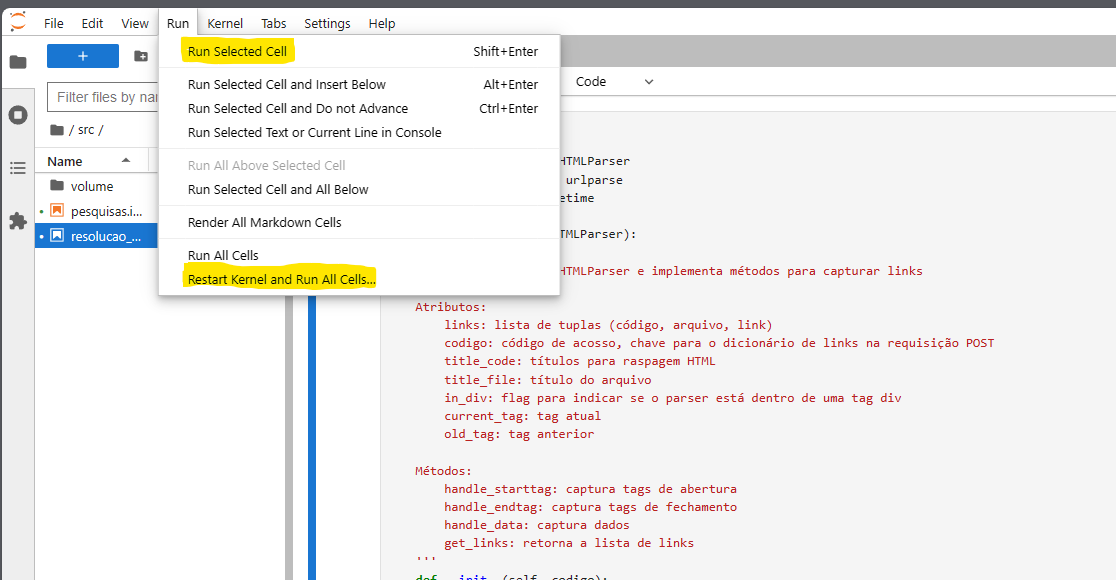 File Edit View Run Kernel Tabs Settings Help
Run Selected Cell Shift+Enter
Run Selected Cell and Insert Below Alt+Enter
Run Selected Cell and Do not Advance Ctrl+Enter
Run Selected Text or Current Line in Console
Run All Above Selected Cell
Run Selected Cell and All Below
Render All Markdown Cells
Run All Cells
Restart Kernel and Run All Cells...
+
Filter files by
/ src /
Name
volume
pesquisas.i...
resolucao_...
Code
HTMLParser
urlparse
etime
TMLParser):
HTMLParser e implementa métodos para capturar links
Atributos:
links: lista de tuplas (código, arquivo, link)
codigo: código de acosso, chave para o dicionário de links na requisição POST
title_code: títulos para raspagem HTML
title_file: título do arquivo
in_div: flag para indicar se o parser está dentro de uma tag div
current_tag: tag atual
old_tag: tag anterior
Métodos:
handle_starttag: captura tags de abertura
handle_endtag: captura tags de fechamento
handle_data: captura dados
get_links: retorna a lista de links
'''
def __init__(self, codigo):